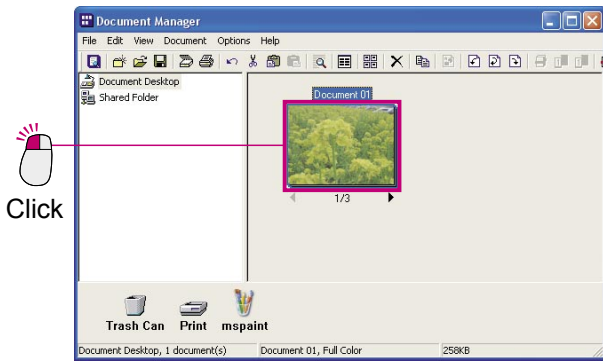 Document Manager
File Edit View Document Options Help
Document Desktop
Shared Folder
Document 01
1/3
Click
Trash Can Print mspaint
Document Desktop, 1 document(s) Document 01, Full Color 258KB